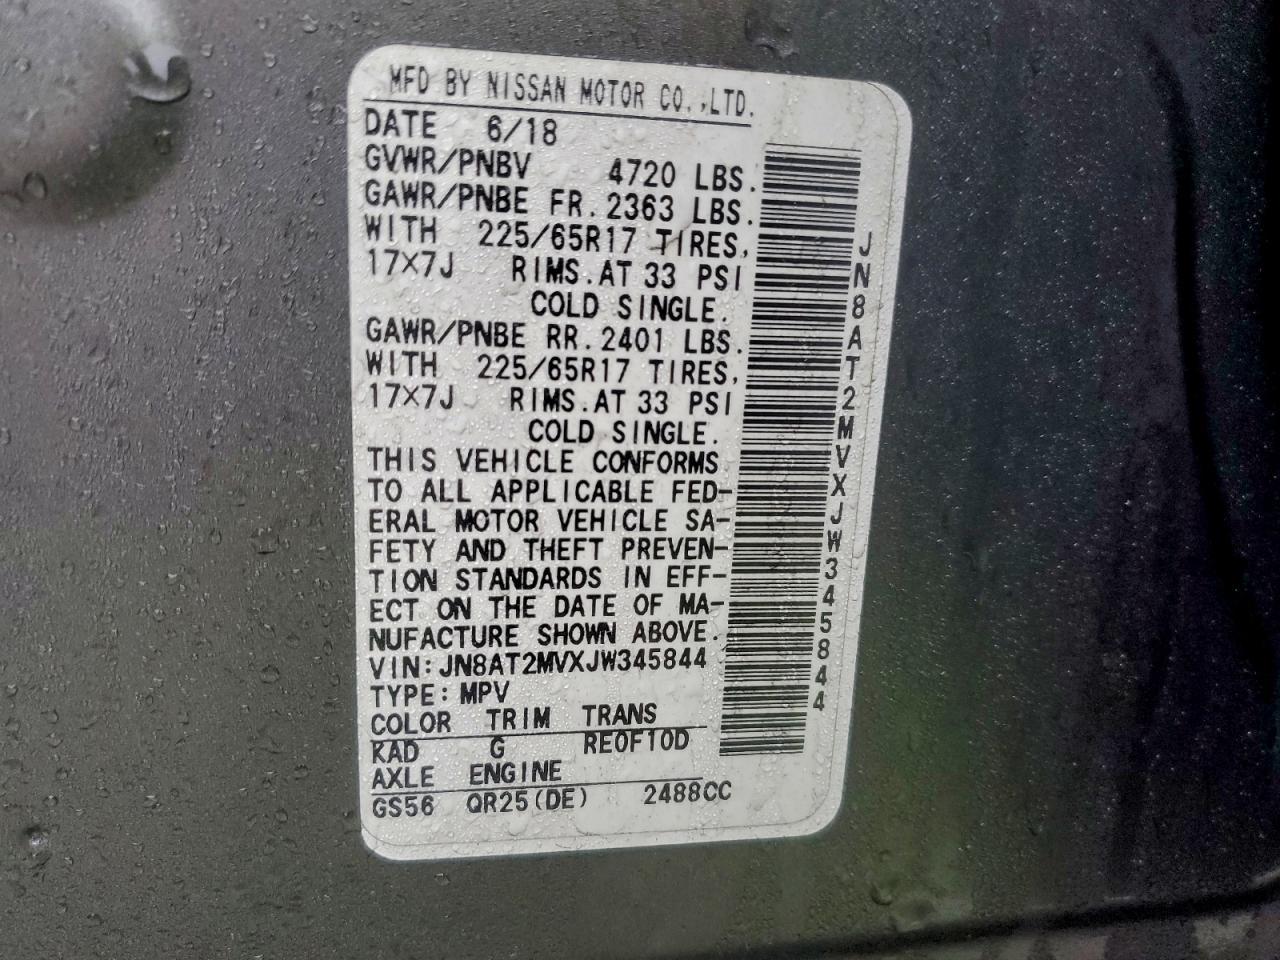 MFD BY NISSAN MOTOR CO.,LTD.
DATE 6/18
GVWR/PNBV 4720 LBS.
GAWR/PNBE FR. 2363 LBS.
WITH 225/65R17 TIRES,
17X7J RIMS.AT 33 PSI
COLD SINGLE.
GAWR/PNBE RR. 2401 LBS.
WITH 225/65R17 TIRES,
17X7J RIMS.AT 33 PSI
COLD SINGLE.
THIS VEHICLE CONFORMS
TO ALL APPLICABLE FED-
ERAL MOTOR VEHICLE SA-
FETY AND THEFT PREVEN-
TION STANDARDS IN EFF-
ECT ON THE DATE OF MA-
NUFACTURE SHOWN ABOVE.
VIN: JN8AT2MVXJW345844
TYPE: MPV
COLOR TRIM TRANS
KAD G RE0F10D
AXLE ENGINE
GS56 QR25(DE) 2488CC
JN8AT2MVXJW345844